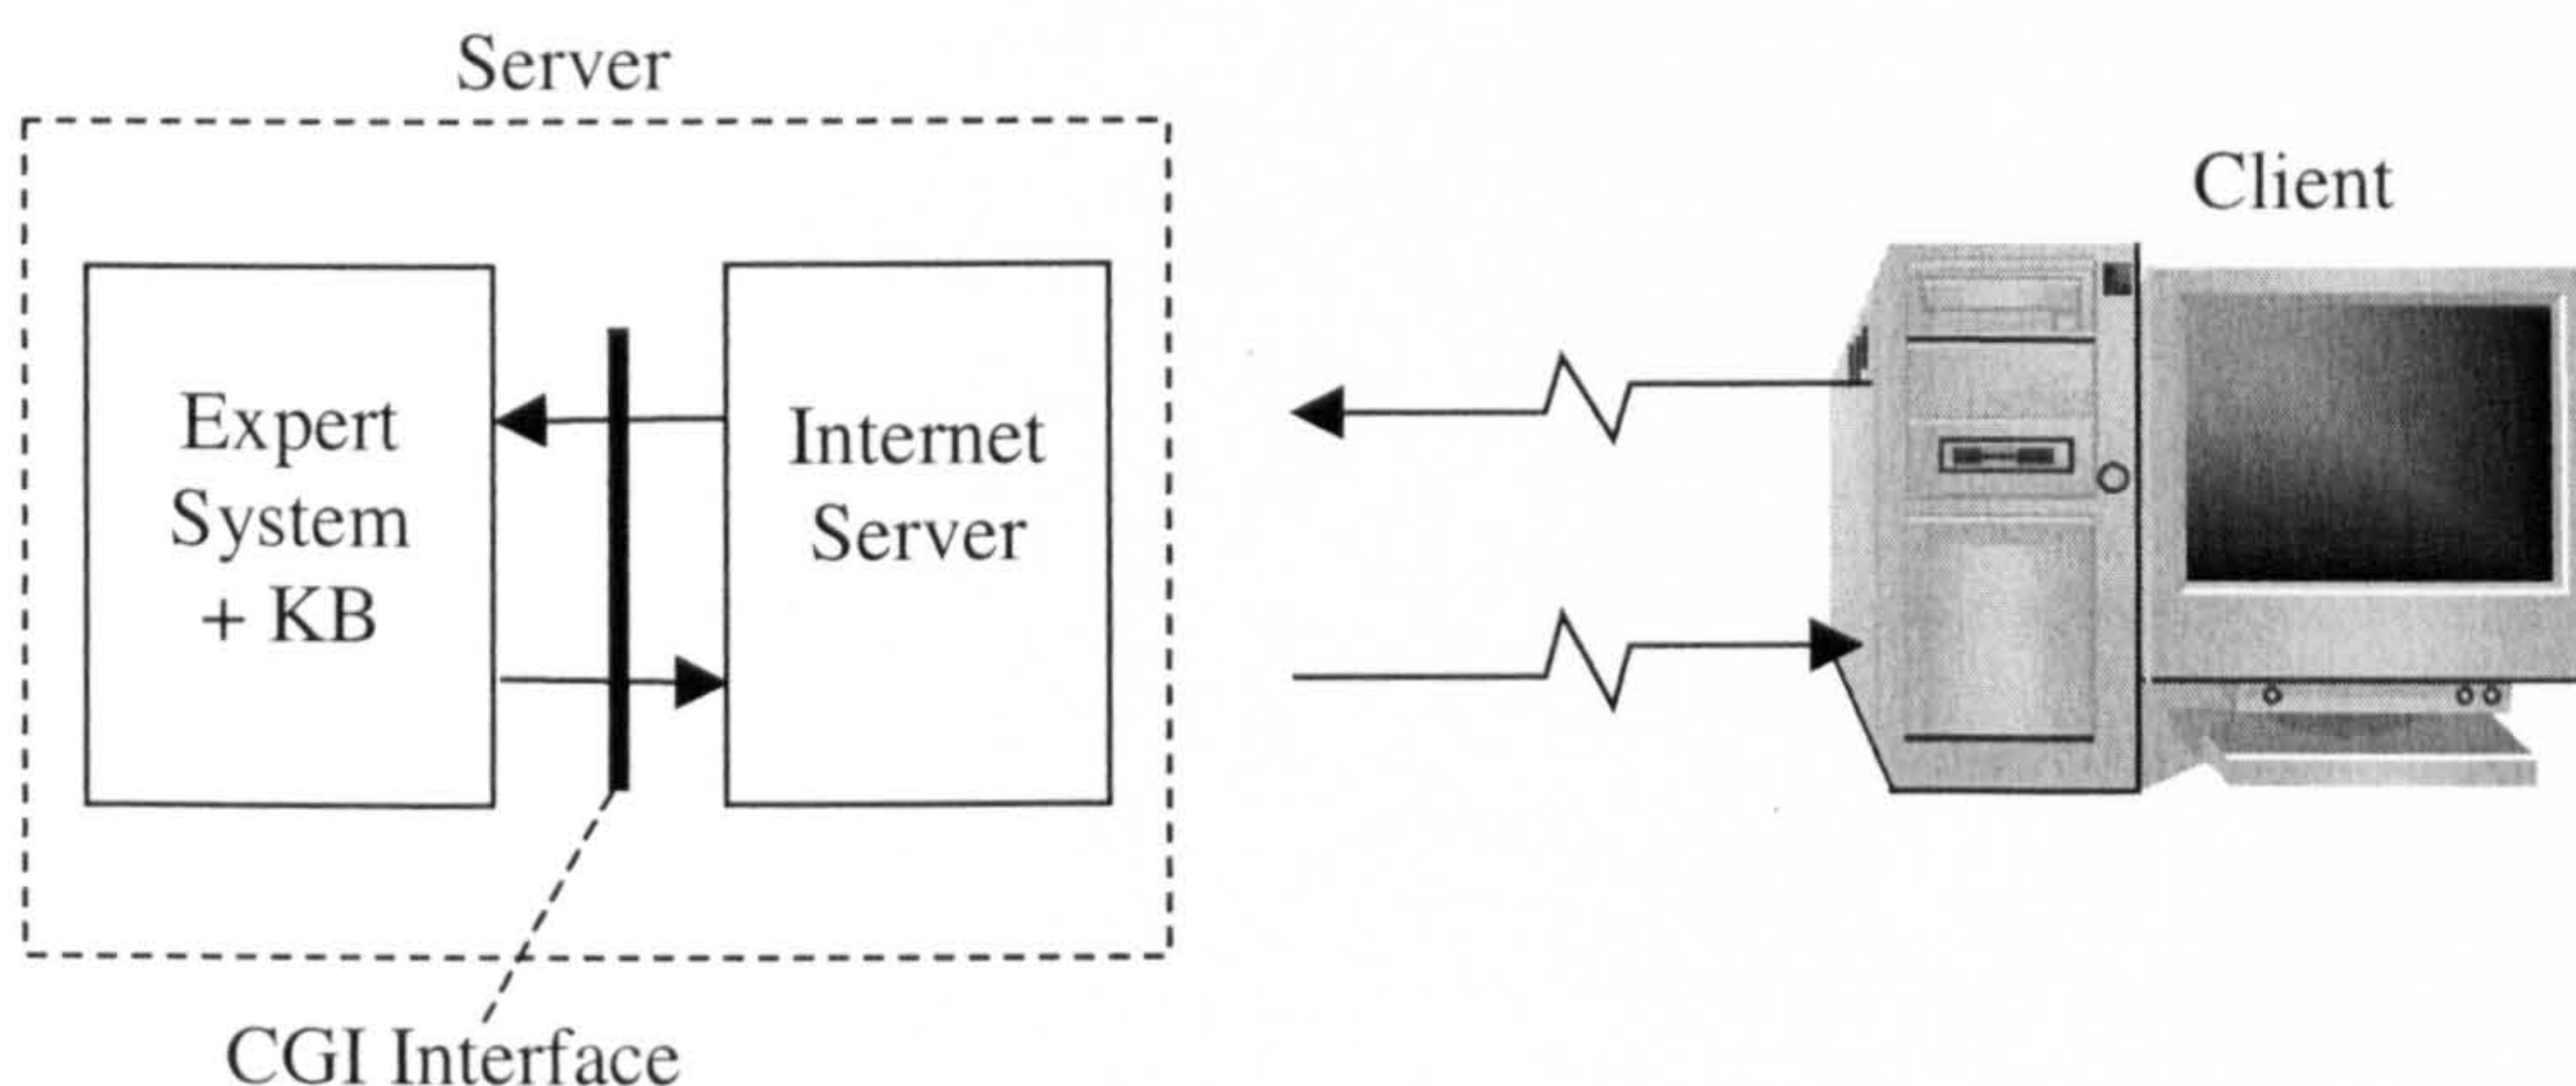 Server
Client
Expert
System
+ KB
Internet
Server
CGI Interface